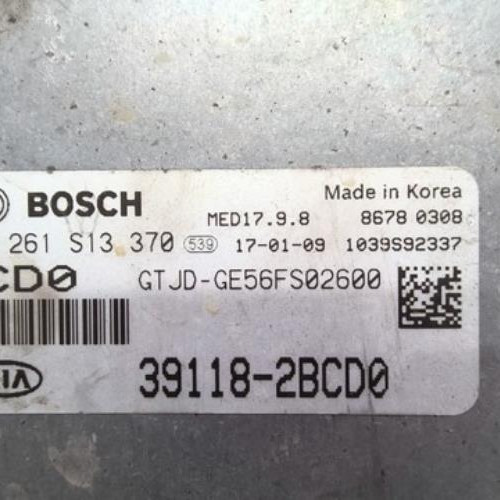 BOSCH Made in Korea
MED17.9.8 8678 0308
261 S13 370 539 17-01-09 1039S92337
CD0 GTJD-GE56FS02600
KIA 39118-2BCD0